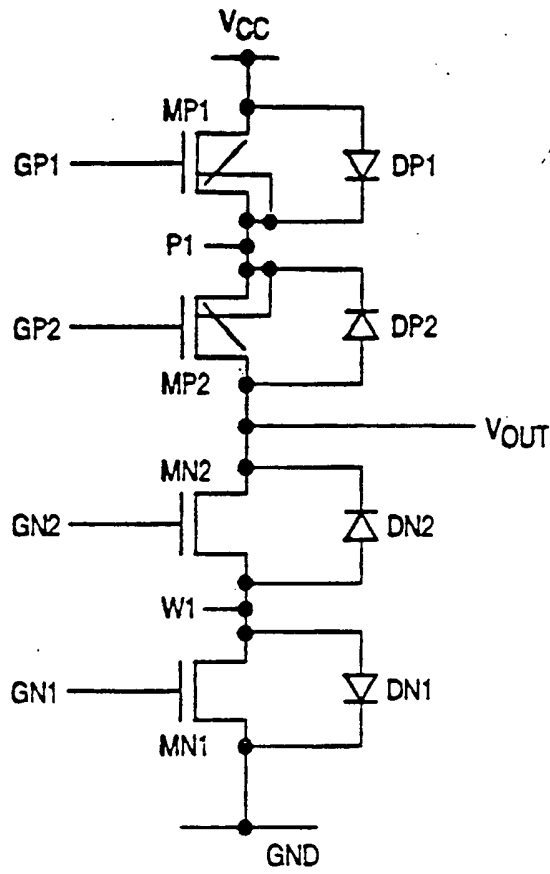 VCC
MP1
GP1
DP1
P1
GP2
DP2
MP2
VOUT
MN2
GN2
DN2
W1
GN1
DN1
MN1
GND